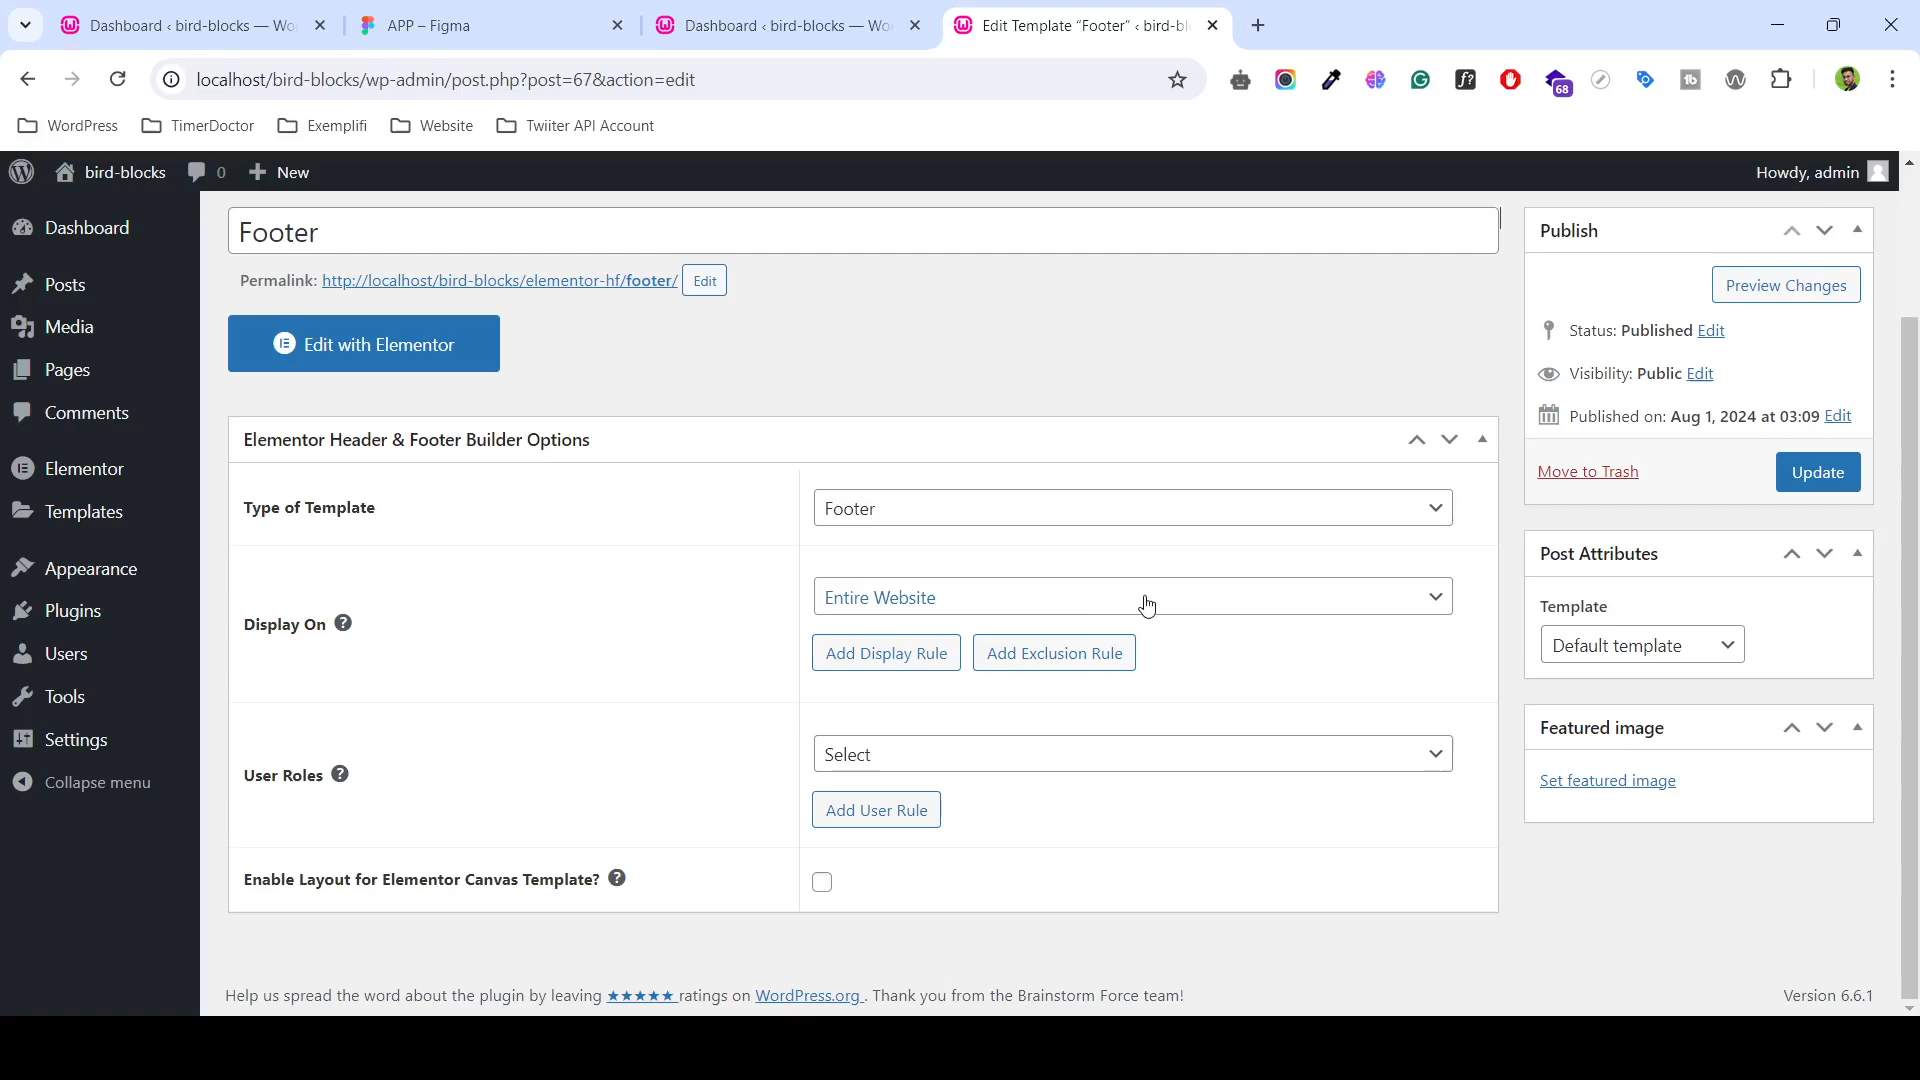 Dashboard ‹ bird-blocks — Wo
APP – Figma
Dashboard ‹ bird-blocks — Wo
Edit Template “Footer” ‹ bird-bl
localhost/bird-blocks/wp-admin/post.php?post=67&action=edit
68
WordPress
TimerDoctor
Exemplifi
Website
Twiiter API Account
bird-blocks
0
New
Howdy, admin
Dashboard
Posts
Media
Pages
Comments
Elementor
Templates
Appearance
Plugins
Users
Tools
Settings
Collapse menu
Footer
Permalink: http://localhost/bird-blocks/elementor-hf/footer/ Edit
Edit with Elementor
Elementor Header & Footer Builder Options
Type of Template
Footer
Display On
Entire Website
Add Display Rule
Add Exclusion Rule
User Roles
Select
Add User Rule
Enable Layout for Elementor Canvas Template?
Publish
Preview Changes
Status: Published Edit
Visibility: Public Edit
Published on: Aug 1, 2024 at 03:09 Edit
Move to Trash
Update
Post Attributes
Template
Default template
Featured image
Set featured image
Help us spread the word about the plugin by leaving ★★★★★ ratings on WordPress.org . Thank you from the Brainstorm Force team!
Version 6.6.1